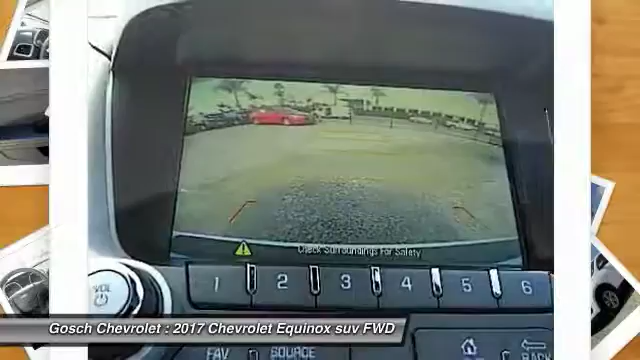 Check Surroundings For Safety
1 2 3 4 5 6
VOL
Gosch Chevrolet : 2017 Chevrolet Equinox suv FWD
FAV SOURCE BACK